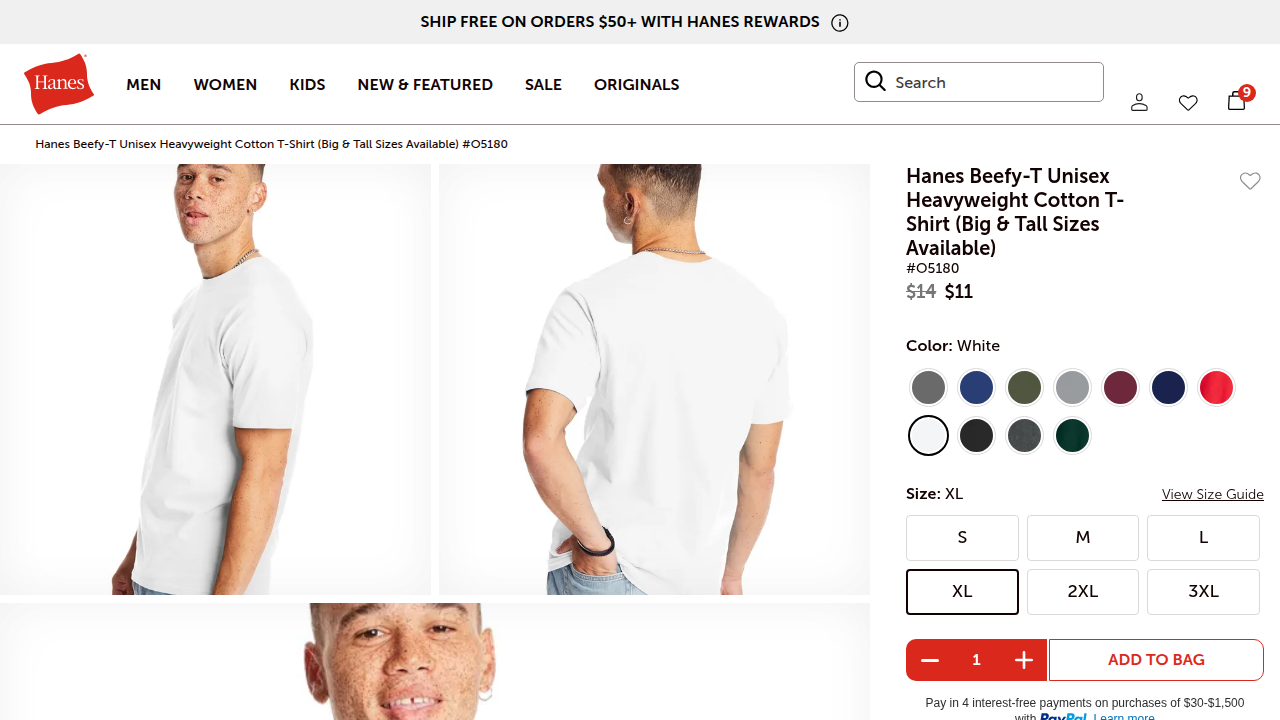 SHIP FREE ON ORDERS $50+ WITH HANES REWARDS
Hanes
MEN
WOMEN
KIDS
NEW & FEATURED
SALE
ORIGINALS
Search
9
Hanes Beefy-T Unisex Heavyweight Cotton T-Shirt (Big & Tall Sizes Available) #O5180
Hanes Beefy-T Unisex
Heavyweight Cotton T-
Shirt (Big & Tall Sizes
Available)
#O5180
$14 $11
Color: White
Size: XL
View Size Guide
S
M
L
XL
2XL
3XL
1
ADD TO BAG
Pay in 4 interest-free payments on purchases of $30-$1,500
with PayPal. Learn more